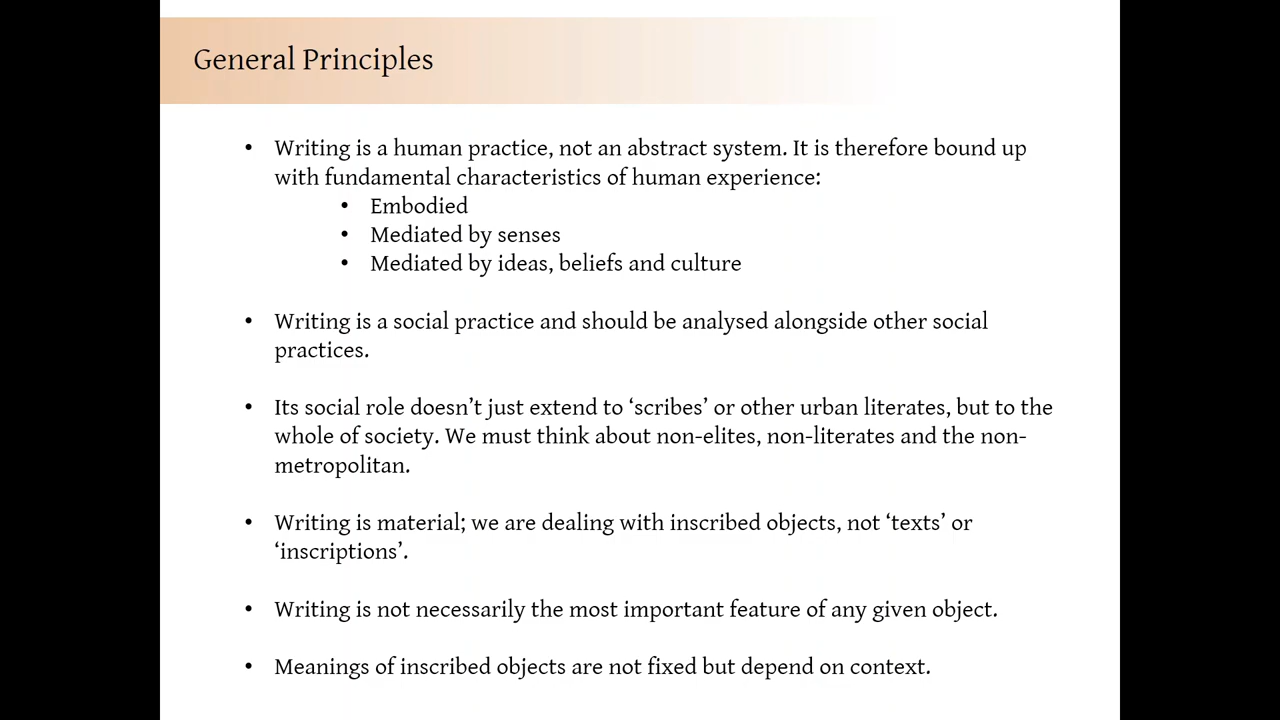 General Principles
• Writing is a human practice, not an abstract system. It is therefore bound up
with fundamental characteristics of human experience:
• Embodied
• Mediated by senses
• Mediated by ideas, beliefs and culture
• Writing is a social practice and should be analysed alongside other social
practices.
• Its social role doesn’t just extend to ‘scribes’ or other urban literates, but to the
whole of society. We must think about non-elites, non-literates and the non-
metropolitan.
• Writing is material; we are dealing with inscribed objects, not ‘texts’ or
‘inscriptions’.
• Writing is not necessarily the most important feature of any given object.
• Meanings of inscribed objects are not fixed but depend on context.